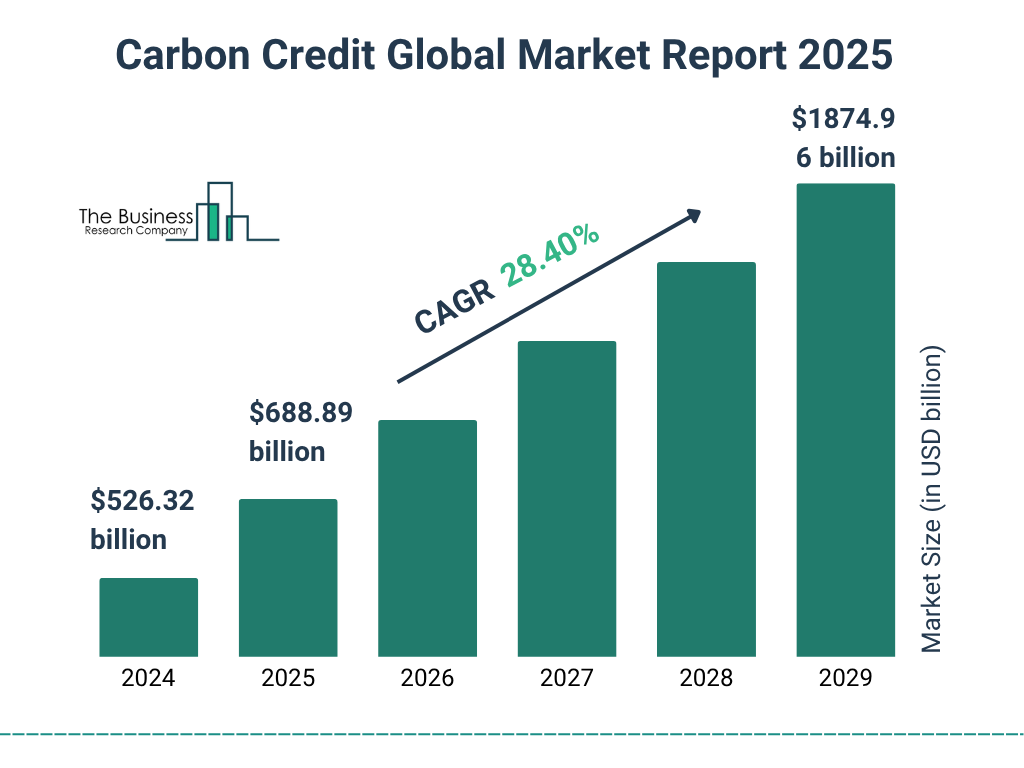 Carbon Credit Global Market Report 2025
$1874.9
6 billion
The Business
Research Company
CAGR 28.40%
$688.89
billion
$526.32
billion
Market Size (in USD billion)
2024
2025
2026
2027
2028
2029